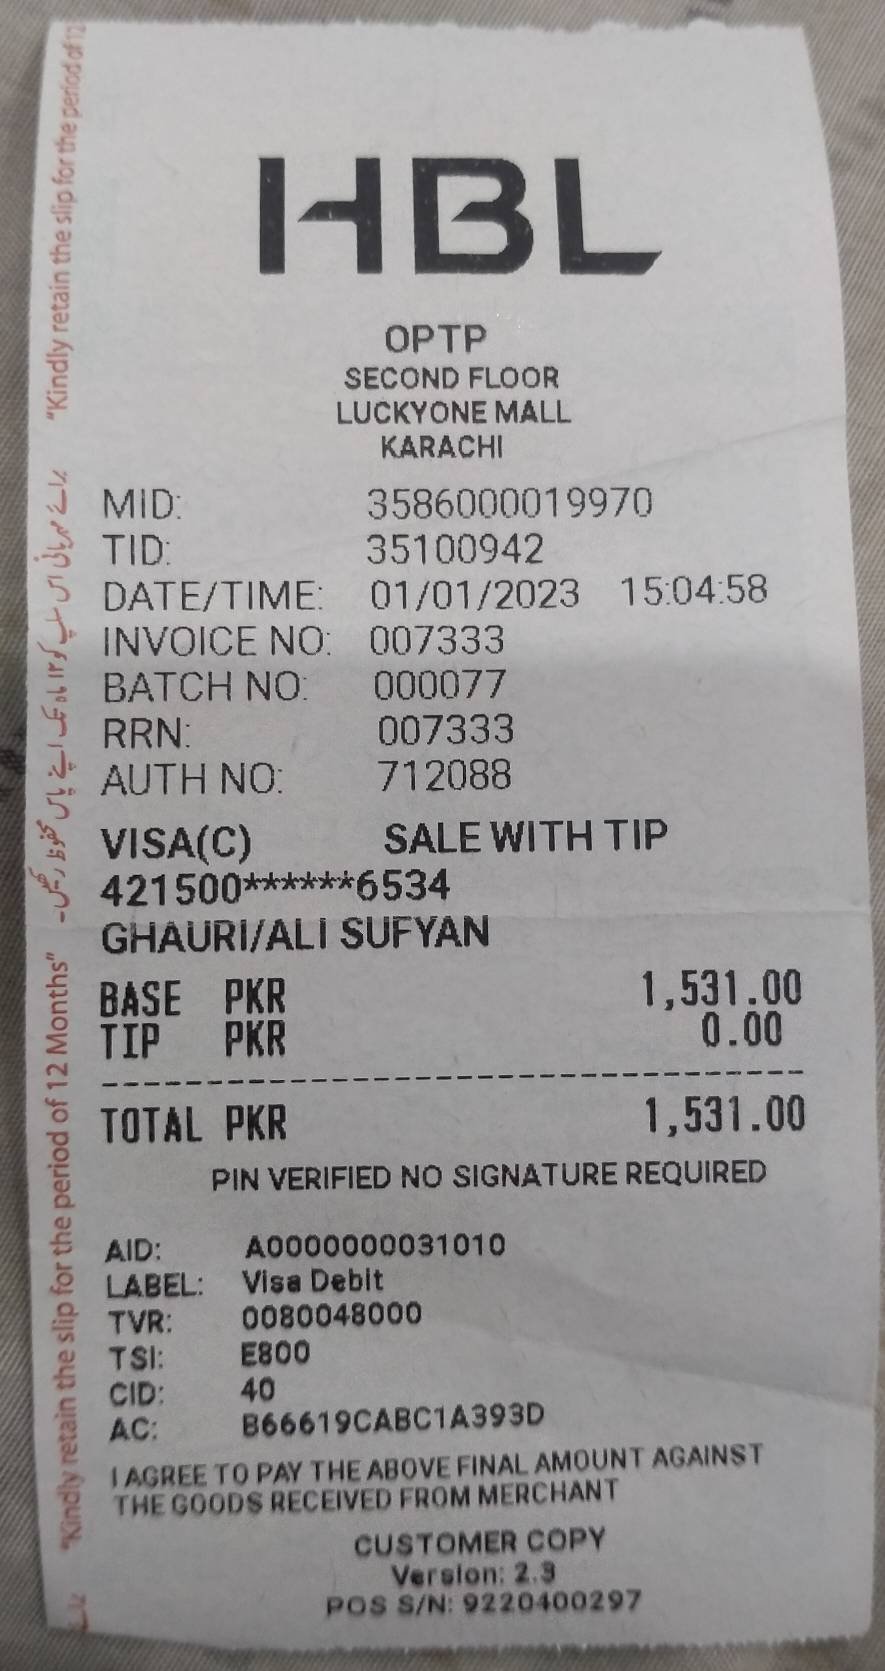 HBL
OPTP
SECOND FLOOR
LUCKYONE MALL
KARACHI
MID: 3586000019970
TID: 35100942
DATE/TIME: 01/01/2023 15:04:58
INVOICE NO: 007333
BATCH NO: 000077
RRN: 007333
AUTH NO: 712088
VISA(C) SALE WITH TIP
421500******6534
GHAURI/ALI SUFYAN
BASE PKR 1,531.00
TIP PKR 0.00
TOTAL PKR 1,531.00
PIN VERIFIED NO SIGNATURE REQUIRED
AID: A0000000031010
LABEL: Visa Debit
TVR: 0080048000
TSI: E800
CID: 40
AC: B66619CABC1A393D
I AGREE TO PAY THE ABOVE FINAL AMOUNT AGAINST
THE GOODS RECEIVED FROM MERCHANT
CUSTOMER COPY
Version: 2.3
POS S/N: 9220400297
"Kindly retain the slip for the period of 12 Months"
برائے مہربانی اس سلپ کو ۱۲ ماہ تک اپنے پاس محفوظ رکھیں۔
"Kindly retain the slip for the period of 12